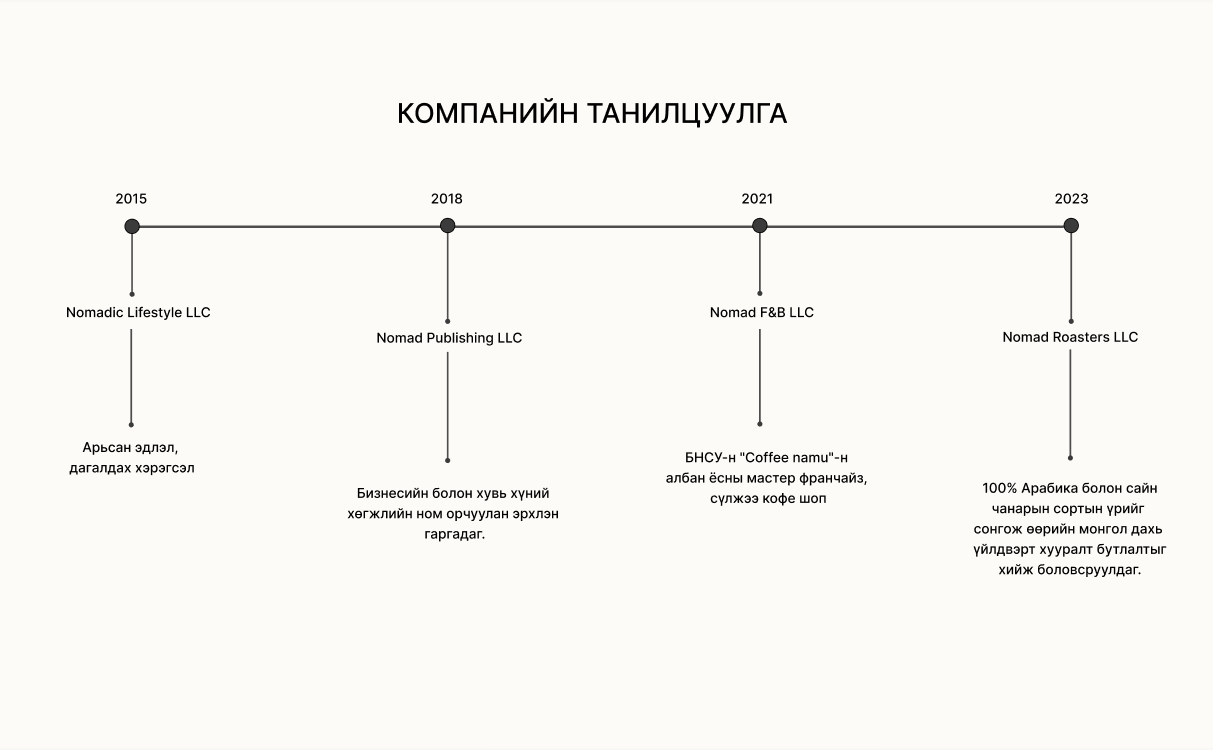 КОМПАНИЙН ТАНИЛЦУУЛГА
2015
2018
2021
2023
Nomadic Lifestyle LLC
Nomad Publishing LLC
Nomad F&B LLC
Nomad Roasters LLC
Арьсан эдлэл,
дагалдах хэрэгсэл
Бизнесийн болон хувь хүний
хөгжлийн ном орчуулан эрхлэн
гаргадаг.
БНСУ-н "Coffee namu"-н
албан ёсны мастер франчайз,
сүлжээ кофе шоп
100% Арабика болон сайн
чанарын сортын үрийг
сонгож өөрийн монгол дахь
үйлдвэрт хууралт бутлалтыг
хийж боловсруулдаг.